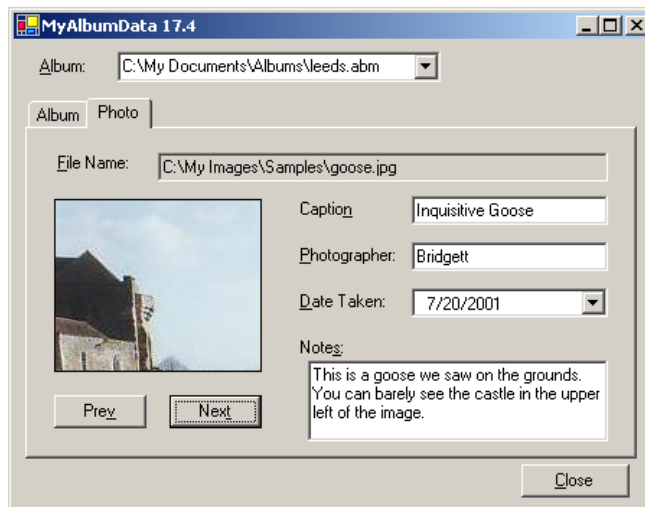 MyAlbumData 17.4
Album: C:\My Documents\Albums\leeds.abm
Album Photo
File Name: C:\My Images\Samples\goose.jpg
Caption Inquisitive Goose
Photographer: Bridgett
Date Taken: 7/20/2001
Notes:
This is a goose we saw on the grounds.
You can barely see the castle in the upper
left of the image.
Prev Next
Close